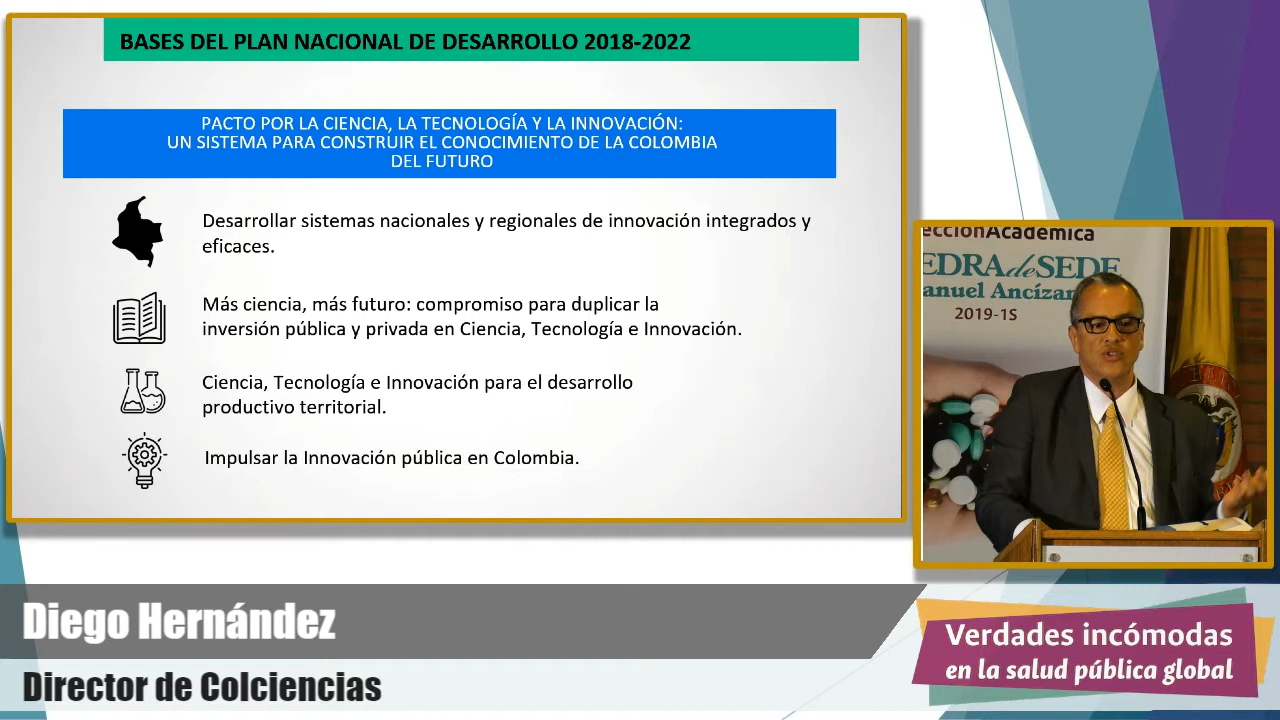 BASES DEL PLAN NACIONAL DE DESARROLLO 2018-2022
PACTO POR LA CIENCIA, LA TECNOLOGÍA Y LA INNOVACIÓN:
UN SISTEMA PARA CONSTRUIR EL CONOCIMIENTO DE LA COLOMBIA
DEL FUTURO
Desarrollar sistemas nacionales y regionales de innovación integrados y
eficaces.
Más ciencia, más futuro: compromiso para duplicar la
inversión pública y privada en Ciencia, Tecnología e Innovación.
Ciencia, Tecnología e Innovación para el desarrollo
productivo territorial.
Impulsar la Innovación pública en Colombia.
ecciónAcadémica
EDRAdeSEDE
anuel Ancízar
2019-1S
Diego Hernández
Director de Colciencias
Verdades incómodas
en la salud pública global